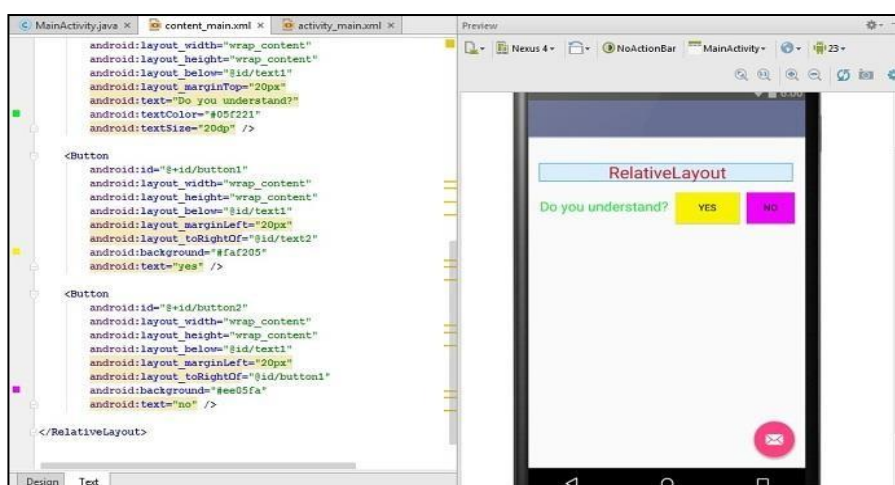 MainActivity.java ×
content_main.xml ×
activity_main.xml ×
android:layout_width="wrap_content"
android:layout_height="wrap_content"
android:layout_below="@id/text1"
android:layout_marginTop="20px"
android:text="Do you understand?"
android:textColor="#05f221"
android:textSize="20dp" />
<Button
android:id="@+id/button1"
android:layout_width="wrap_content"
android:layout_height="wrap_content"
android:layout_below="@id/text1"
android:layout_marginLeft="20px"
android:layout_toRightOf="@id/text2"
android:background="#faf205"
android:text="yes" />
<Button
android:id="@+id/button2"
android:layout_width="wrap_content"
android:layout_height="wrap_content"
android:layout_below="@id/text1"
android:layout_marginLeft="20px"
android:layout_toRightOf="@id/button1"
android:background="#ee05fa"
android:text="no" />
</RelativeLayout>
Design Text
Preview
Nexus 4 NoActionBar MainActivity 23
6:00
RelativeLayout
Do you understand? YES NO